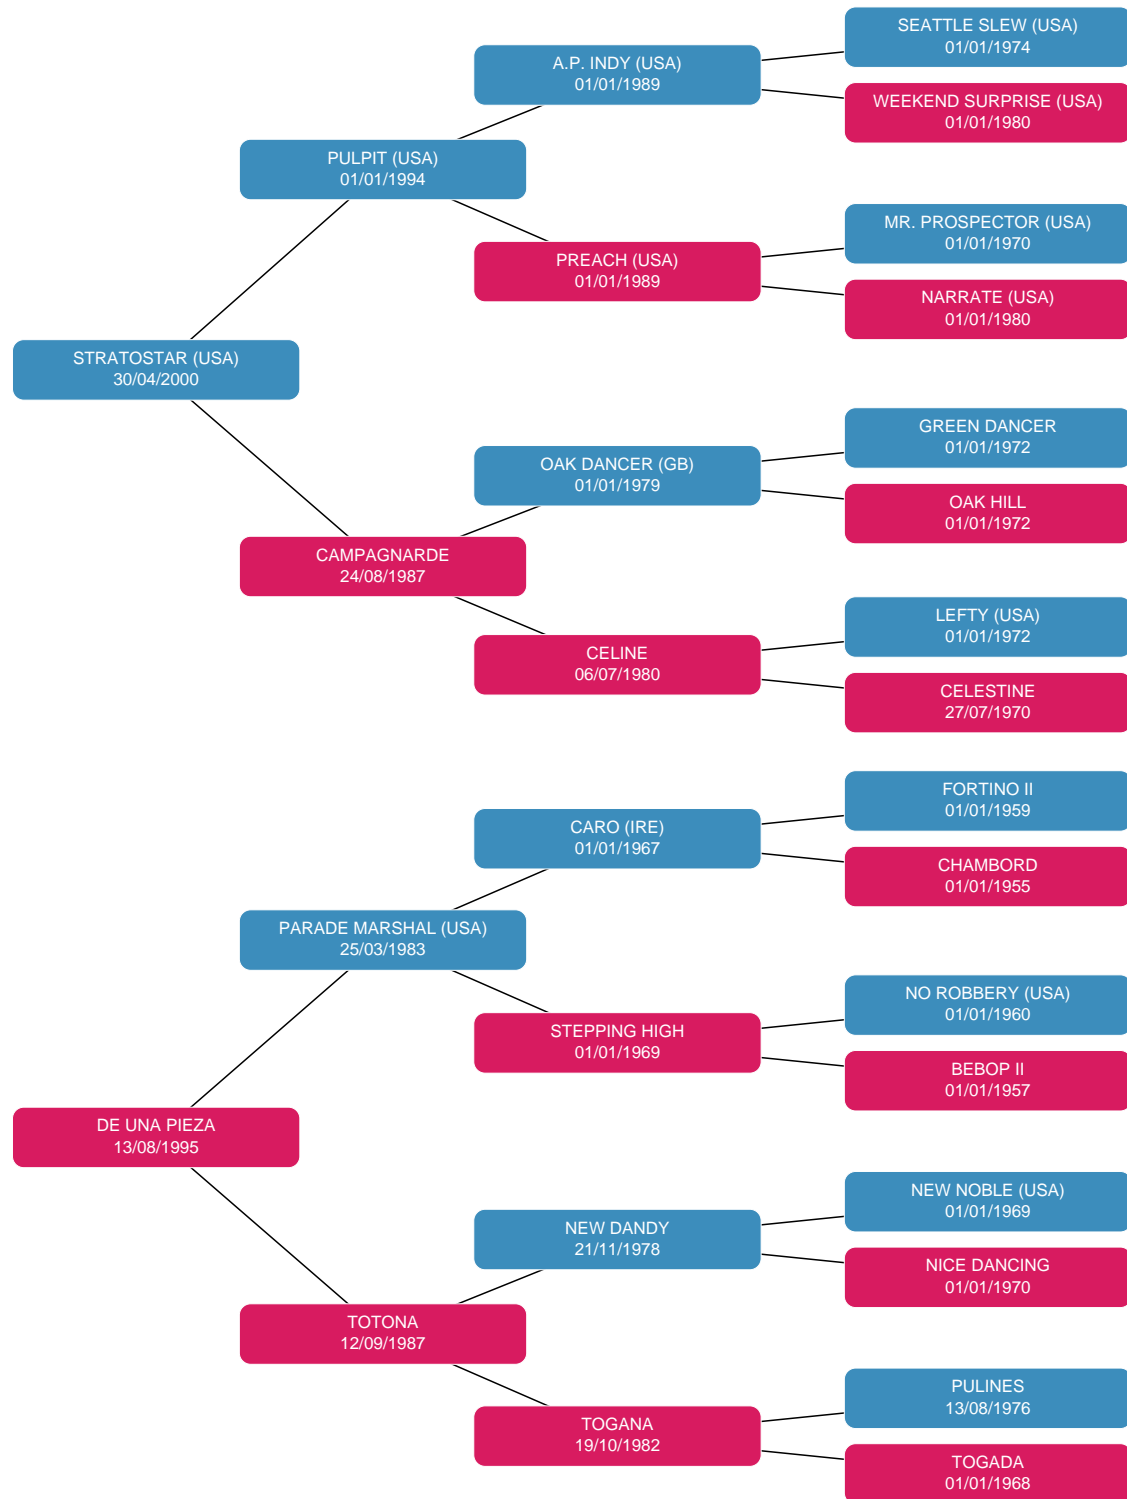 SEATTLE SLEW (USA)
01/01/1974
A.P. INDY (USA)
01/01/1989
WEEKEND SURPRISE (USA)
01/01/1980
PULPIT (USA)
01/01/1994
MR. PROSPECTOR (USA)
01/01/1970
PREACH (USA)
01/01/1989
NARRATE (USA)
01/01/1980
STRATOSTAR (USA)
30/04/2000
GREEN DANCER
01/01/1972
OAK DANCER (GB)
01/01/1979
OAK HILL
01/01/1972
CAMPAGNARDE
24/08/1987
LEFTY (USA)
01/01/1972
CELINE
06/07/1980
CELESTINE
27/07/1970
FORTINO II
01/01/1959
CARO (IRE)
01/01/1967
CHAMBORD
01/01/1955
PARADE MARSHAL (USA)
25/03/1983
NO ROBBERY (USA)
01/01/1960
STEPPING HIGH
01/01/1969
BEBOP II
01/01/1957
DE UNA PIEZA
13/08/1995
NEW NOBLE (USA)
01/01/1969
NEW DANDY
21/11/1978
NICE DANCING
01/01/1970
TOTONA
12/09/1987
PULINES
13/08/1976
TOGANA
19/10/1982
TOGADA
01/01/1968